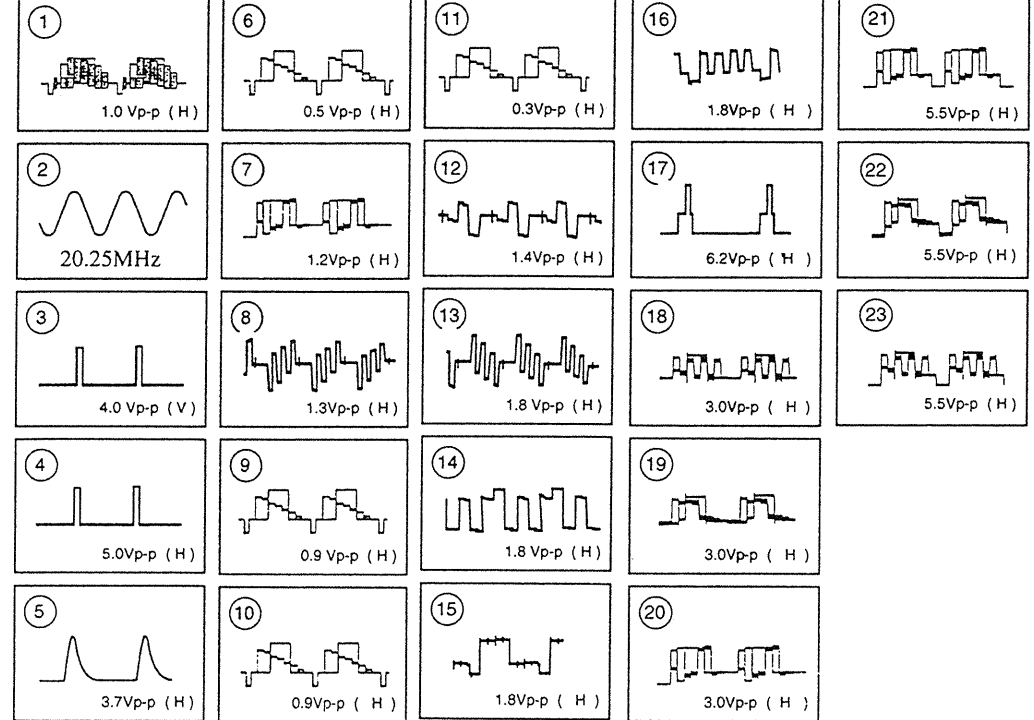 1
1.0 Vp-p ( H )
6
0.5 Vp-p ( H )
11
0.3Vp-p ( H )
16
1.8Vp-p ( H )
21
5.5Vp-p ( H )
2
20.25MHz
7
1.2Vp-p ( H )
12
1.4Vp-p ( H )
17
6.2Vp-p ( H )
22
5.5Vp-p ( H )
3
4.0 Vp-p ( V )
8
1.3Vp-p ( H )
13
1.8 Vp-p ( H )
18
3.0Vp-p ( H )
23
5.5Vp-p ( H )
4
5.0Vp-p ( H )
9
0.9 Vp-p ( H )
14
1.8 Vp-p ( H )
19
3.0Vp-p ( H )
5
3.7Vp-p ( H )
10
0.9Vp-p ( H )
15
1.8Vp-p ( H )
20
3.0Vp-p ( H )